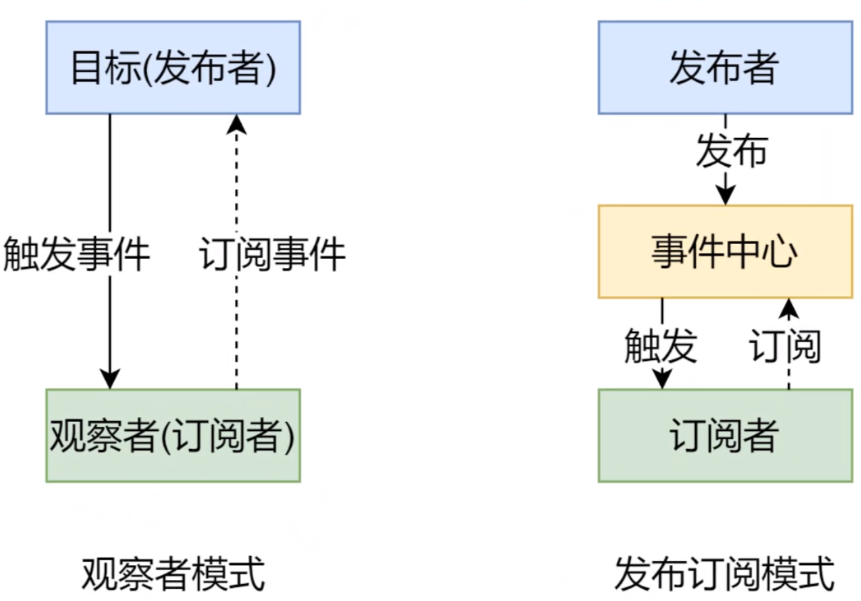 目标(发布者)
触发事件
订阅事件
观察者(订阅者)
观察者模式
发布者
发布
事件中心
触发
订阅
订阅者
发布订阅模式